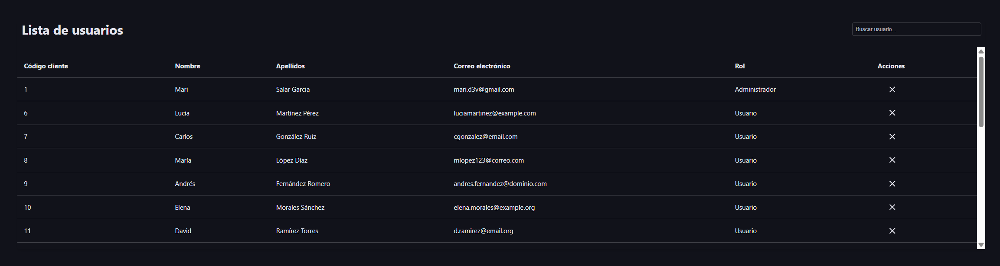 Lista de usuarios
Buscar usuario...
Código cliente Nombre Apellidos Correo electrónico Rol Acciones
1 Mari Salar Garcia mari.d3v@gmail.com Administrador
6 Lucía Martínez Pérez luciamartinez@example.com Usuario
7 Carlos González Ruiz cgonzalez@email.com Usuario
8 María López Díaz mlopez123@correo.com Usuario
9 Andrés Fernández Romero andres.fernandez@dominio.com Usuario
10 Elena Morales Sánchez elena.morales@example.org Usuario
11 David Ramírez Torres d.ramirez@email.org Usuario